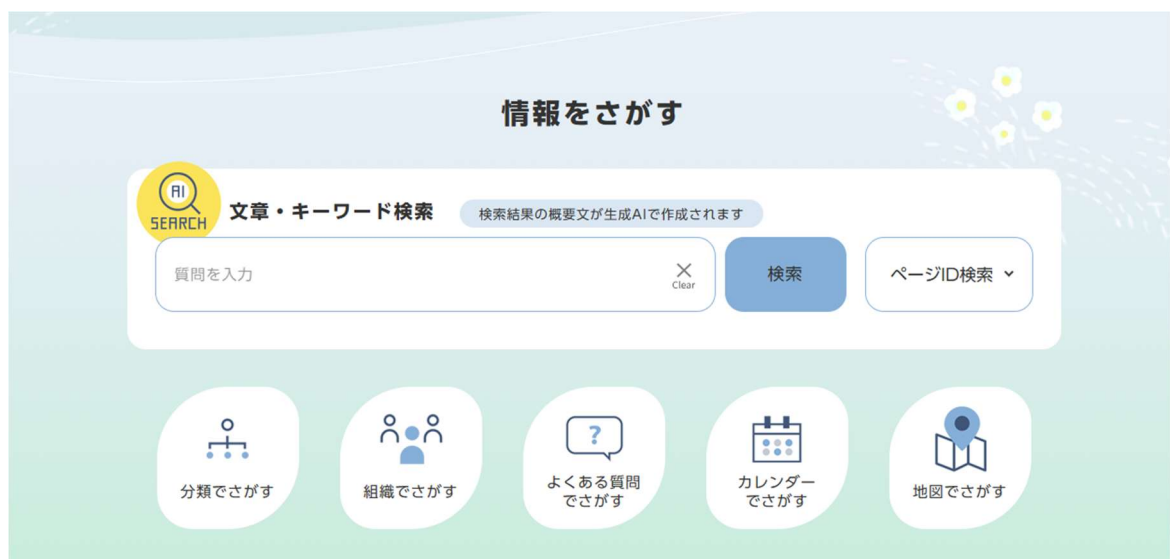 情報をさがす
AI
SEARCH
文章・キーワード検索
検索結果の概要文が生成AIで作成されます
質問を入力
Clear
検索
ページID検索
分類でさがす
組織でさがす
?
よくある質問
でさがす
カレンダー
でさがす
地図でさがす